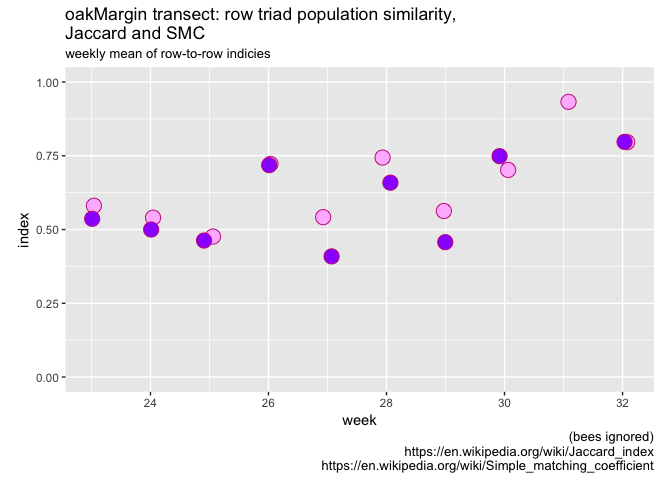 oakMargin transect: row triad population similarity,
Jaccard and SMC
weekly mean of row-to-row indicies
1.00
0.75
0.50
0.25
0.00
index
24 26 28 30 32
week
(bees ignored)
https://en.wikipedia.org/wiki/Jaccard_index
https://en.wikipedia.org/wiki/Simple_matching_coefficient